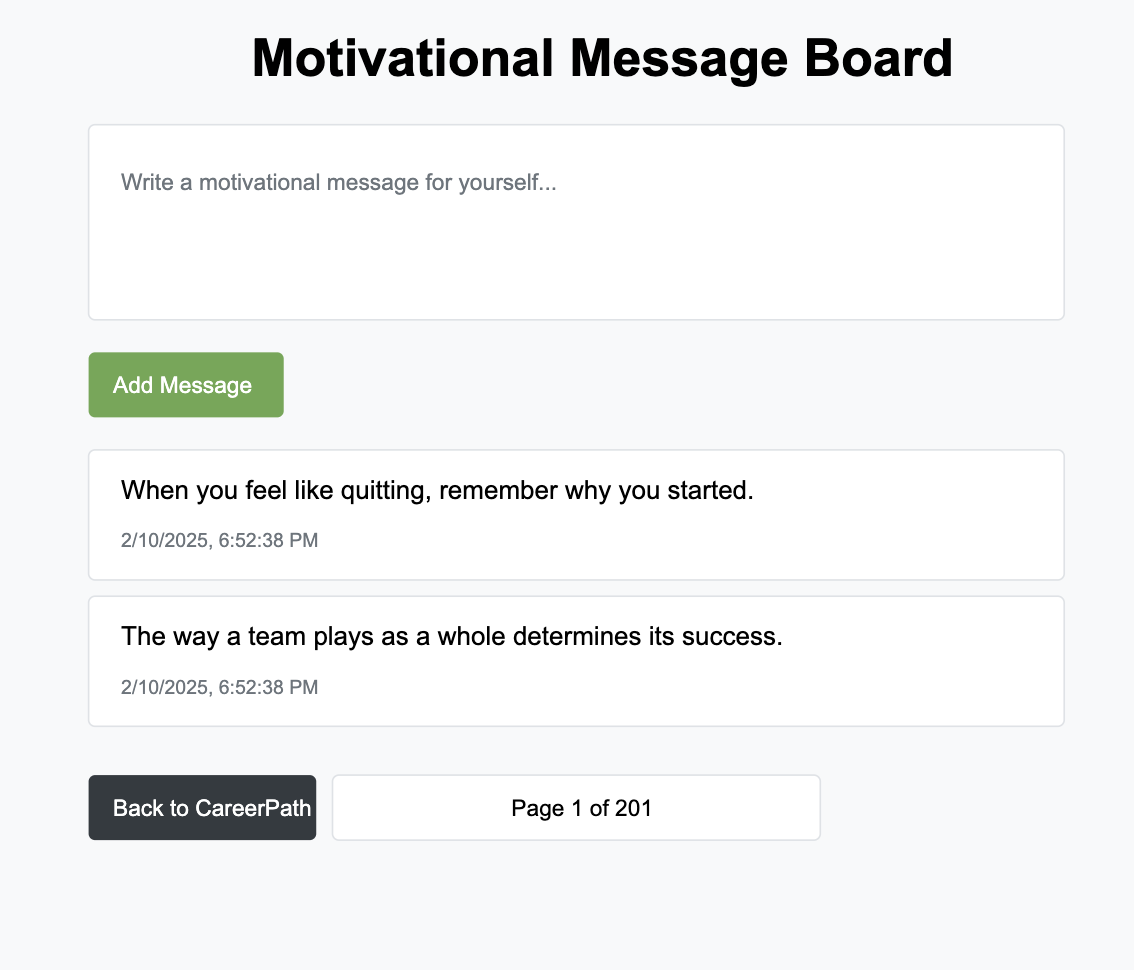 Motivational Message Board
Write a motivational message for yourself...
Add Message
When you feel like quitting, remember why you started.
2/10/2025, 6:52:38 PM
The way a team plays as a whole determines its success.
2/10/2025, 6:52:38 PM
Back to CareerPath
Page 1 of 201